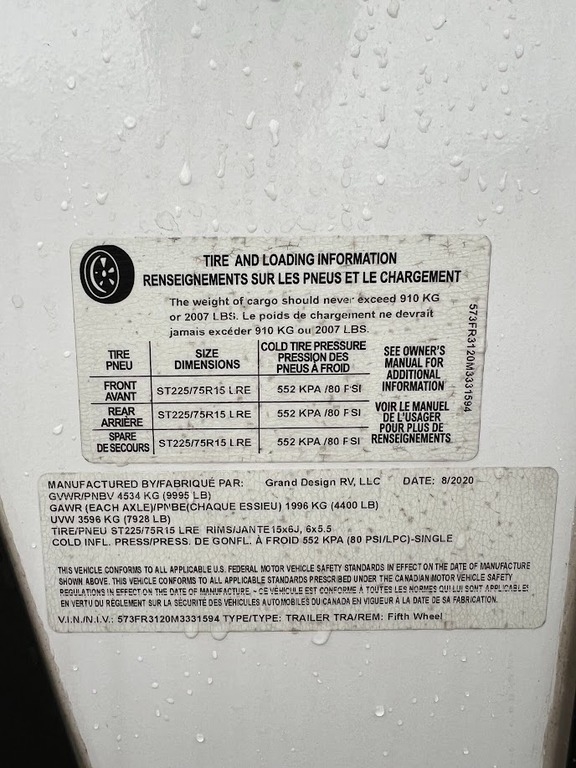 TIRE AND LOADING INFORMATION
RENSEIGNEMENTS SUR LES PNEUS ET LE CHARGEMENT
The weight of cargo should never exceed 910 KG
or 2007 LBS. Le poids de chargement ne devrait
jamais excéder 910 KG ou 2007 LBS.
TIRE
PNEU
SIZE
DIMENSIONS
COLD TIRE PRESSURE
PRESSION DES
PNEUS À FROID
FRONT
AVANT
ST225/75R15 LRE
552 KPA /80 PSI
REAR
ARRIÈRE
ST225/75R15 LRE
552 KPA /80 PSI
SPARE
DE SECOURS
ST225/75R15 LRE
552 KPA /80 PSI
SEE OWNER'S
MANUAL FOR
ADDITIONAL
INFORMATION
VOIR LE MANUEL
DE L'USAGER
POUR PLUS DE
RENSEIGNEMENTS
573FR3120M3331594
MANUFACTURED BY/FABRIQUÉ PAR: Grand Design RV, LLC DATE: 8/2020
GVWR/PNBV 4534 KG (9995 LB)
GAWR (EACH AXLE)/PNBE(CHAQUE ESSIEU) 1996 KG (4400 LB)
UVW 3596 KG (7928 LB)
TIRE/PNEU ST225/75R15 LRE RIMS/JANTE 15x6J, 6x5.5
COLD INFL. PRESS/PRESS. DE GONFL. À FROID 552 KPA (80 PSI/LPC)-SINGLE
THIS VEHICLE CONFORMS TO ALL APPLICABLE U.S. FEDERAL MOTOR VEHICLE SAFETY STANDARDS IN EFFECT ON THE DATE OF MANUFACTURE
SHOWN ABOVE. THIS VEHICLE CONFORMS TO ALL APPLICABLE STANDARDS PRESCRIBED UNDER THE CANADIAN MOTOR VEHICLE SAFETY
REGULATIONS IN EFFECT ON THE DATE OF MANUFACTURE. - CE VÉHICULE EST CONFORME À TOUTES LES NORMES QUI LUI SONT APPLICABLES
EN VERTU DU RÈGLEMENT SUR LA SÉCURITÉ DES VÉHICULES AUTOMOBILES DU CANADA EN VIGUEUR À LA DATE DE SA FABRICATION.
V.I.N./N.I.V.: 573FR3120M3331594 TYPE/TYPE: TRAILER TRA/REM: Fifth Wheel